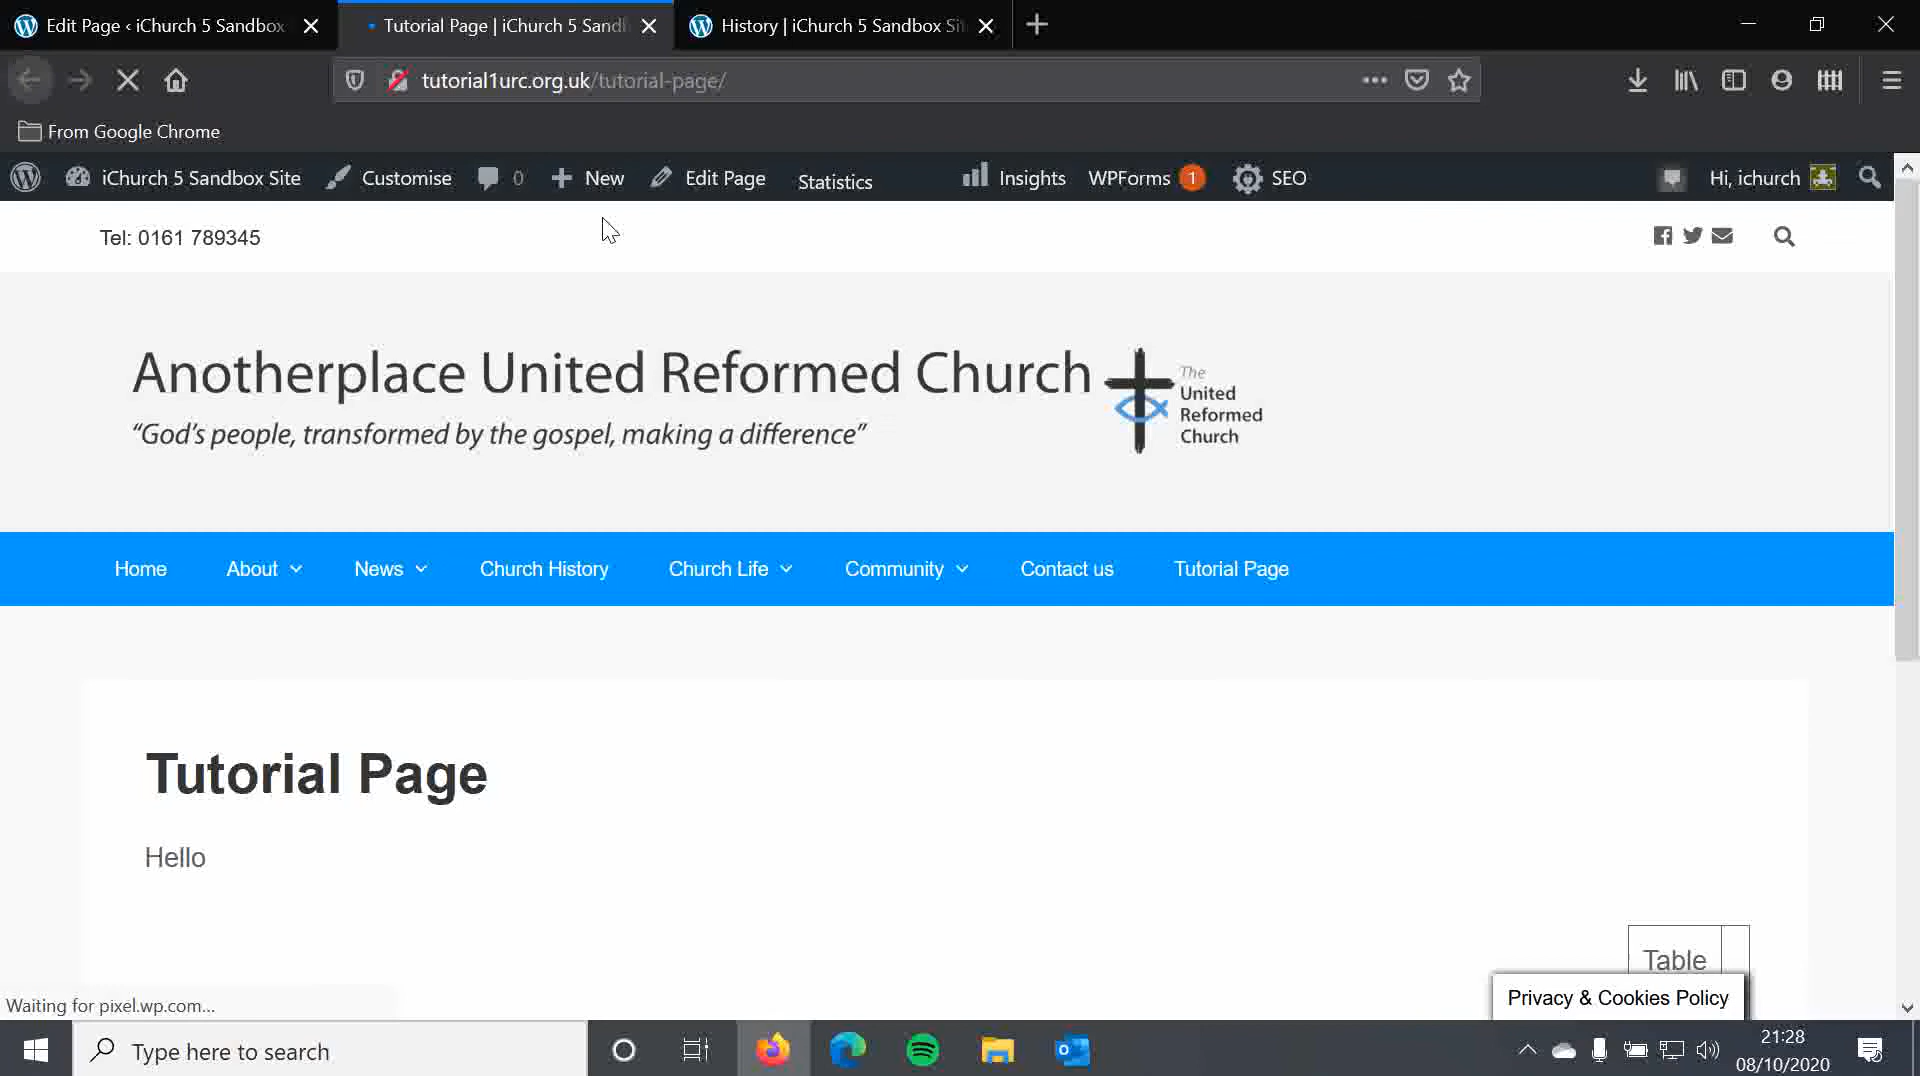 Edit Page ‹ iChurch 5 Sandbox
Tutorial Page | iChurch 5 Sandb
History | iChurch 5 Sandbox Sit
tutorial1urc.org.uk/tutorial-page/
From Google Chrome
iChurch 5 Sandbox Site
Customise
0
New
Edit Page
Statistics
Insights
WPForms 1
SEO
Hi, ichurch
Tel: 0161 789345
Anotherplace United Reformed Church
“God’s people, transformed by the gospel, making a difference”
The
United
Reformed
Church
Home
About
News
Church History
Church Life
Community
Contact us
Tutorial Page
Tutorial Page
Hello
Table
Privacy & Cookies Policy
Waiting for pixel.wp.com...
Type here to search
21:28
08/10/2020